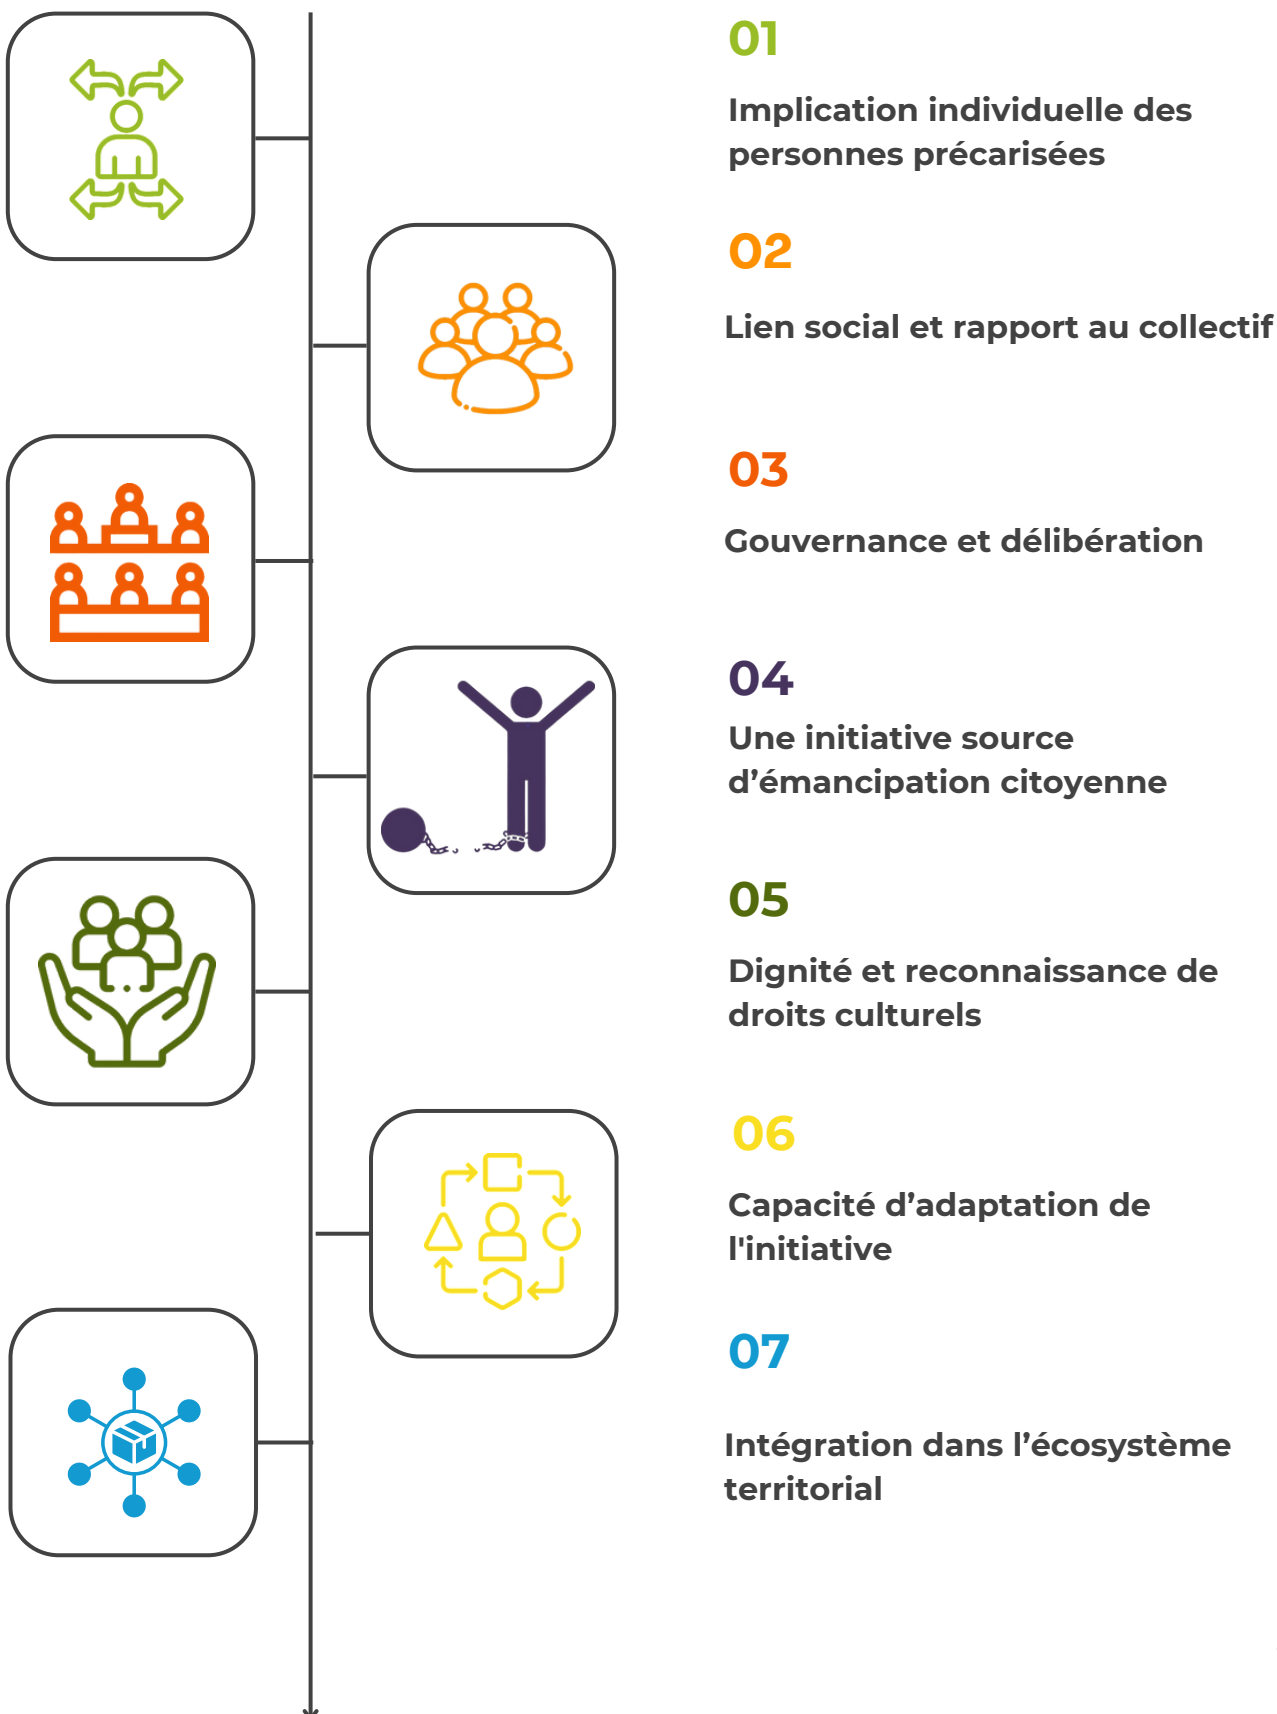 01
Implication individuelle des
personnes précarisées
02
Lien social et rapport au collectif
03
Gouvernance et délibération
04
Une initiative source
d’émancipation citoyenne
05
Dignité et reconnaissance de
droits culturels
06
Capacité d’adaptation de
l'initiative
07
Intégration dans l’écosystème
territorial